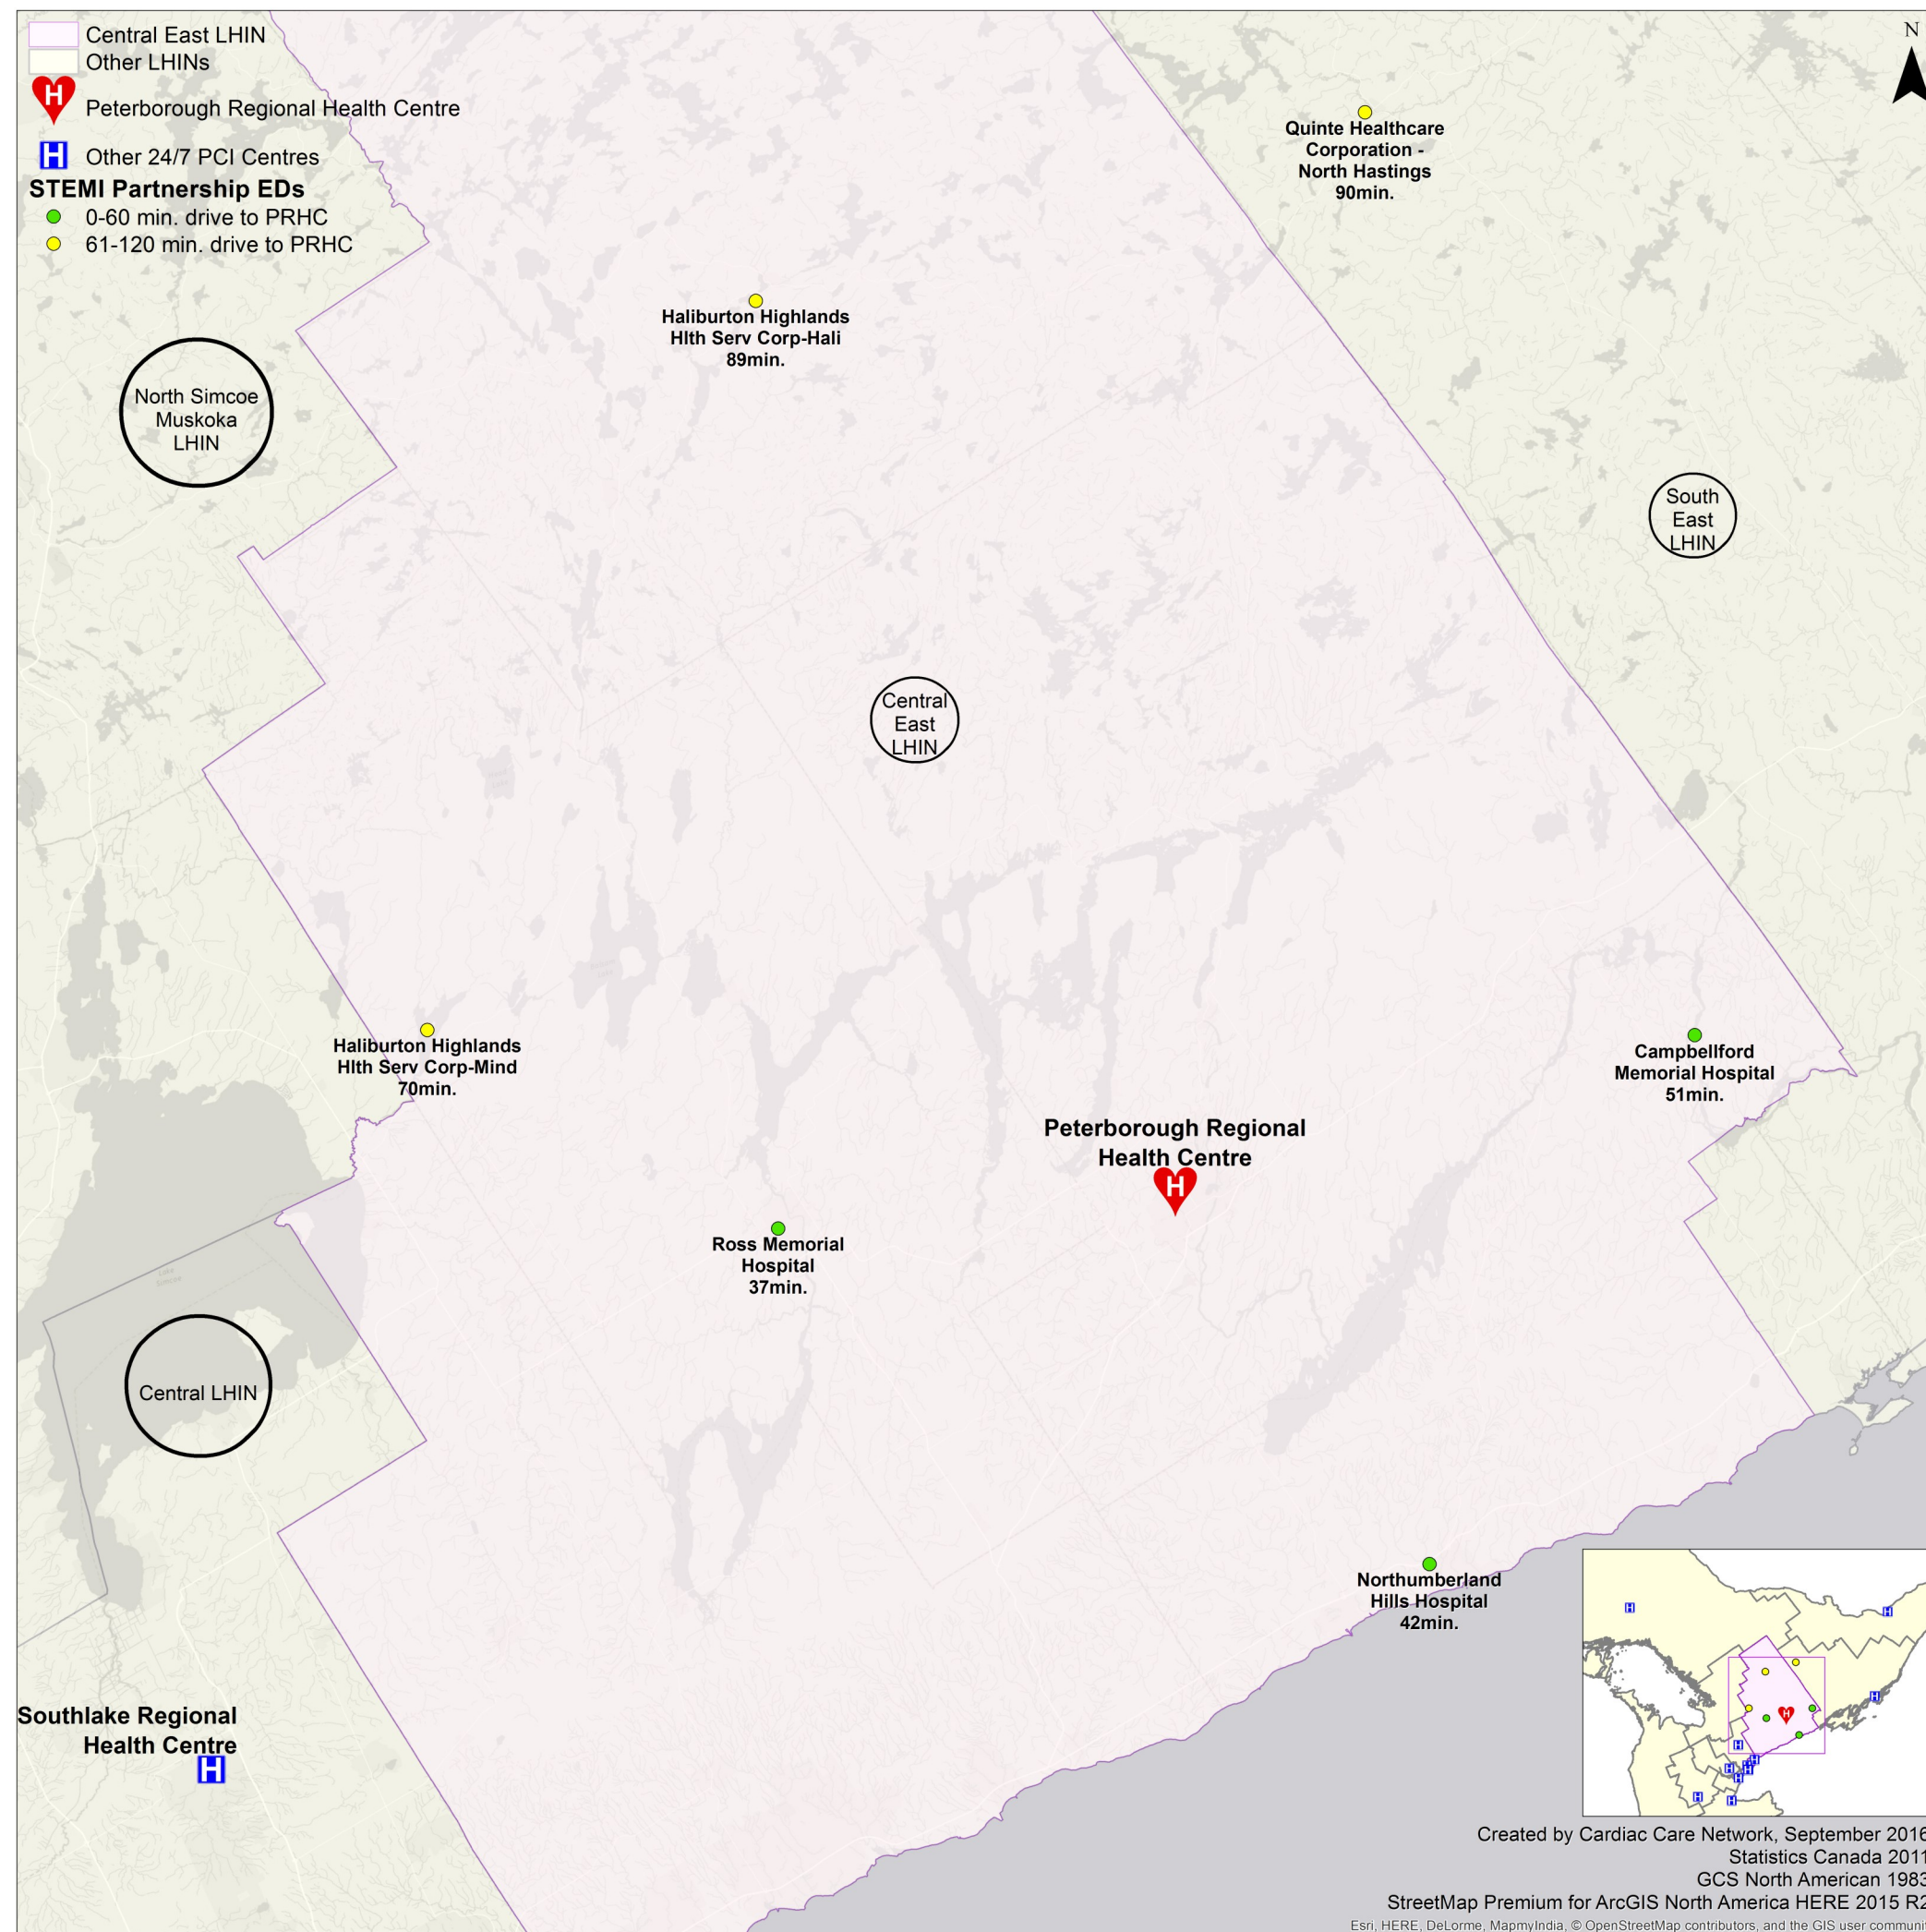 Central East LHIN
Other LHINs
H
Peterborough Regional Health Centre
H
Other 24/7 PCI Centres
STEMI Partnership EDs
0-60 min. drive to PRHC
61-120 min. drive to PRHC
N
Quinte Healthcare
Corporation -
North Hastings
90min.
Haliburton Highlands
Hlth Serv Corp-Hali
89min.
North Simcoe
Muskoka
LHIN
South
East
LHIN
Central
East
LHIN
Haliburton Highlands
Hlth Serv Corp-Mind
70min.
Campbellford
Memorial Hospital
51min.
Peterborough Regional
Health Centre
H
Ross Memorial
Hospital
37min.
Lake
Simcoe
Central LHIN
Northumberland
Hills Hospital
42min.
Southlake Regional
Health Centre
H
H
H
H
H
H
H
H
H
H
H
H
H
Created by Cardiac Care Network, September 2016
Statistics Canada 2011
GCS North American 1983
StreetMap Premium for ArcGIS North America HERE 2015 R2
Esri, HERE, DeLorme, MapmyIndia, © OpenStreetMap contributors, and the GIS user